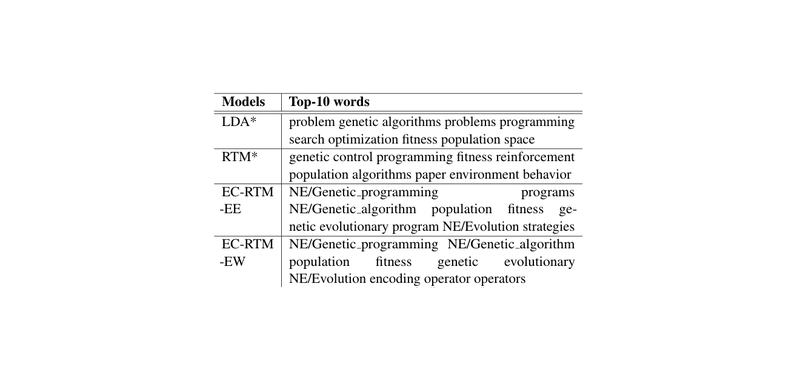 Models Top-10 words
LDA* problem genetic algorithms problems programming
search optimization fitness population space
RTM* genetic control programming fitness reinforcement
population algorithms paper environment behavior
EC-RTM NE/Genetic_programming programs
-EE NE/Genetic_algorithm population fitness ge-
netic evolutionary program NE/Evolution strategies
EC-RTM NE/Genetic_programming NE/Genetic_algorithm
-EW population fitness genetic evolutionary
NE/Evolution encoding operator operators